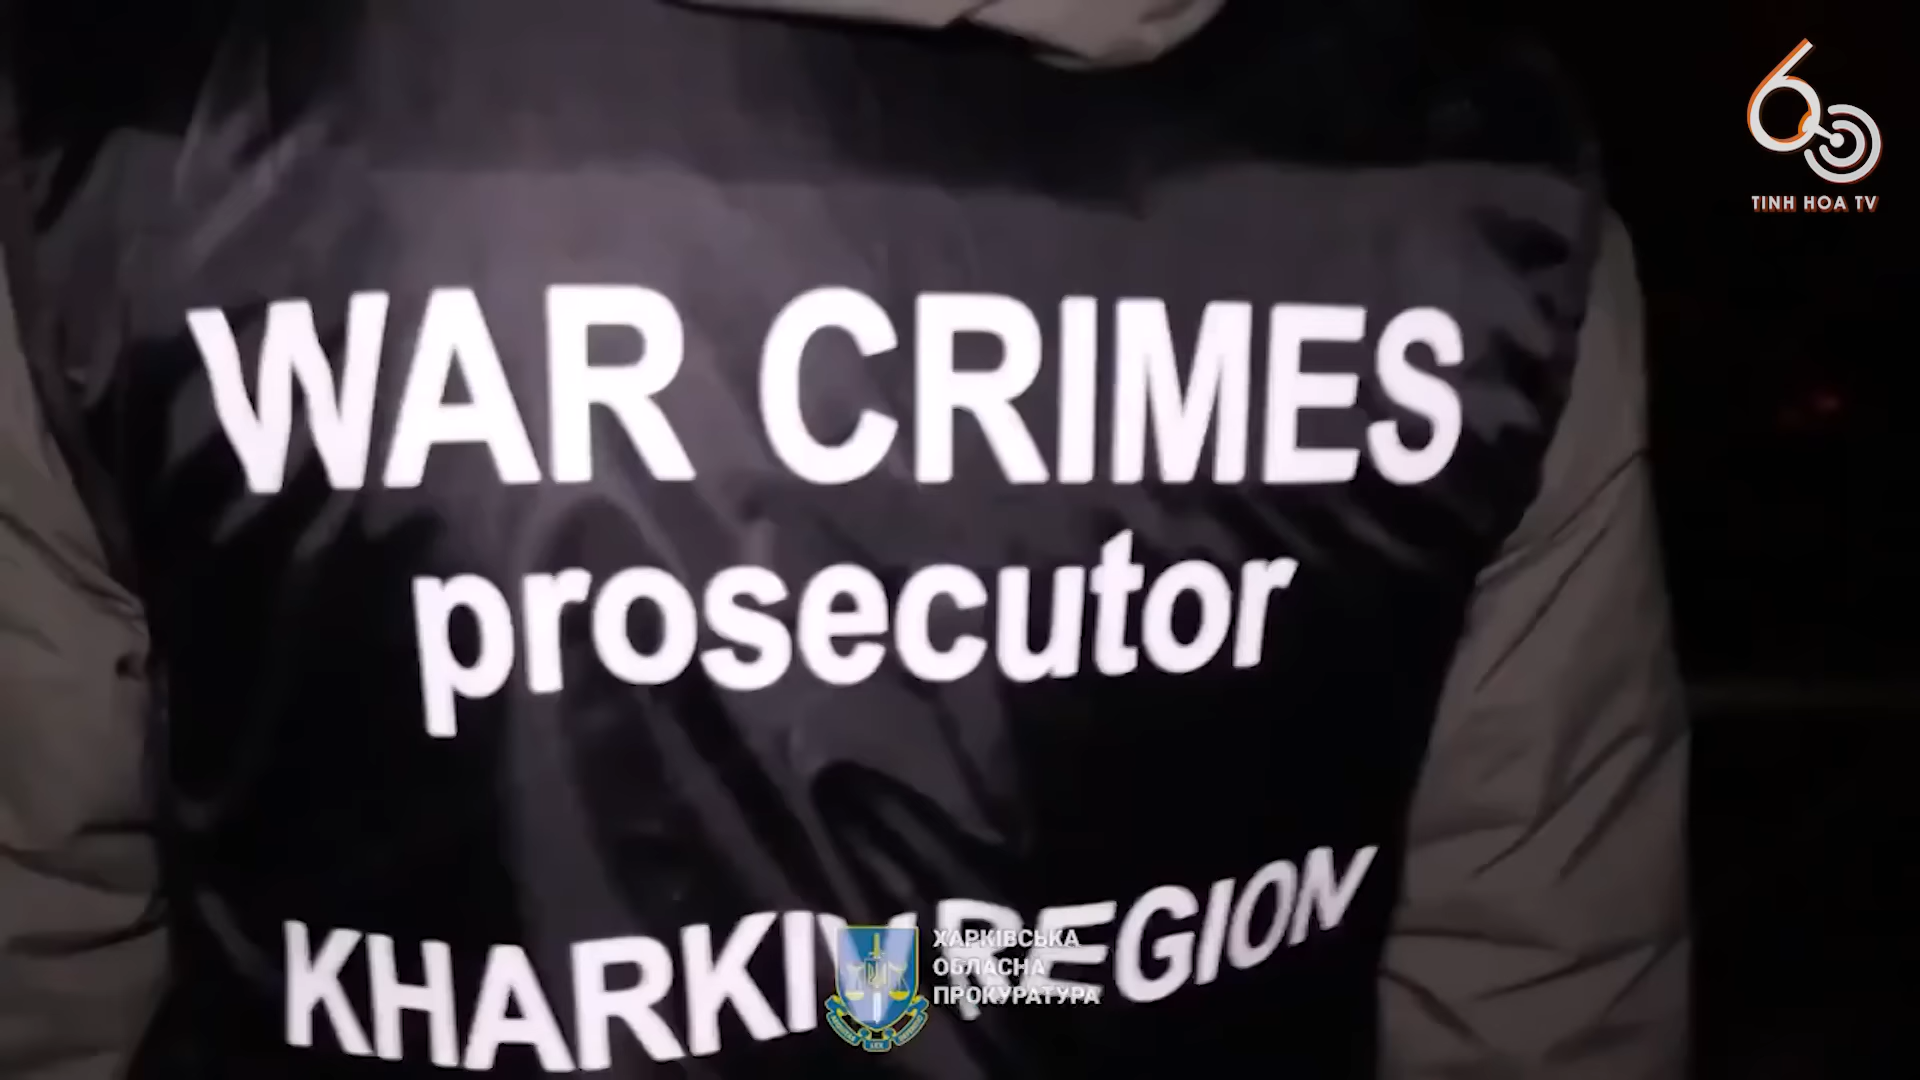 TINH HOA TV
WAR CRIMES
prosecutor
KHARKIV REGION
ХАРКІВСЬКА
ОБЛАСНА
ПРОКУРАТУРА